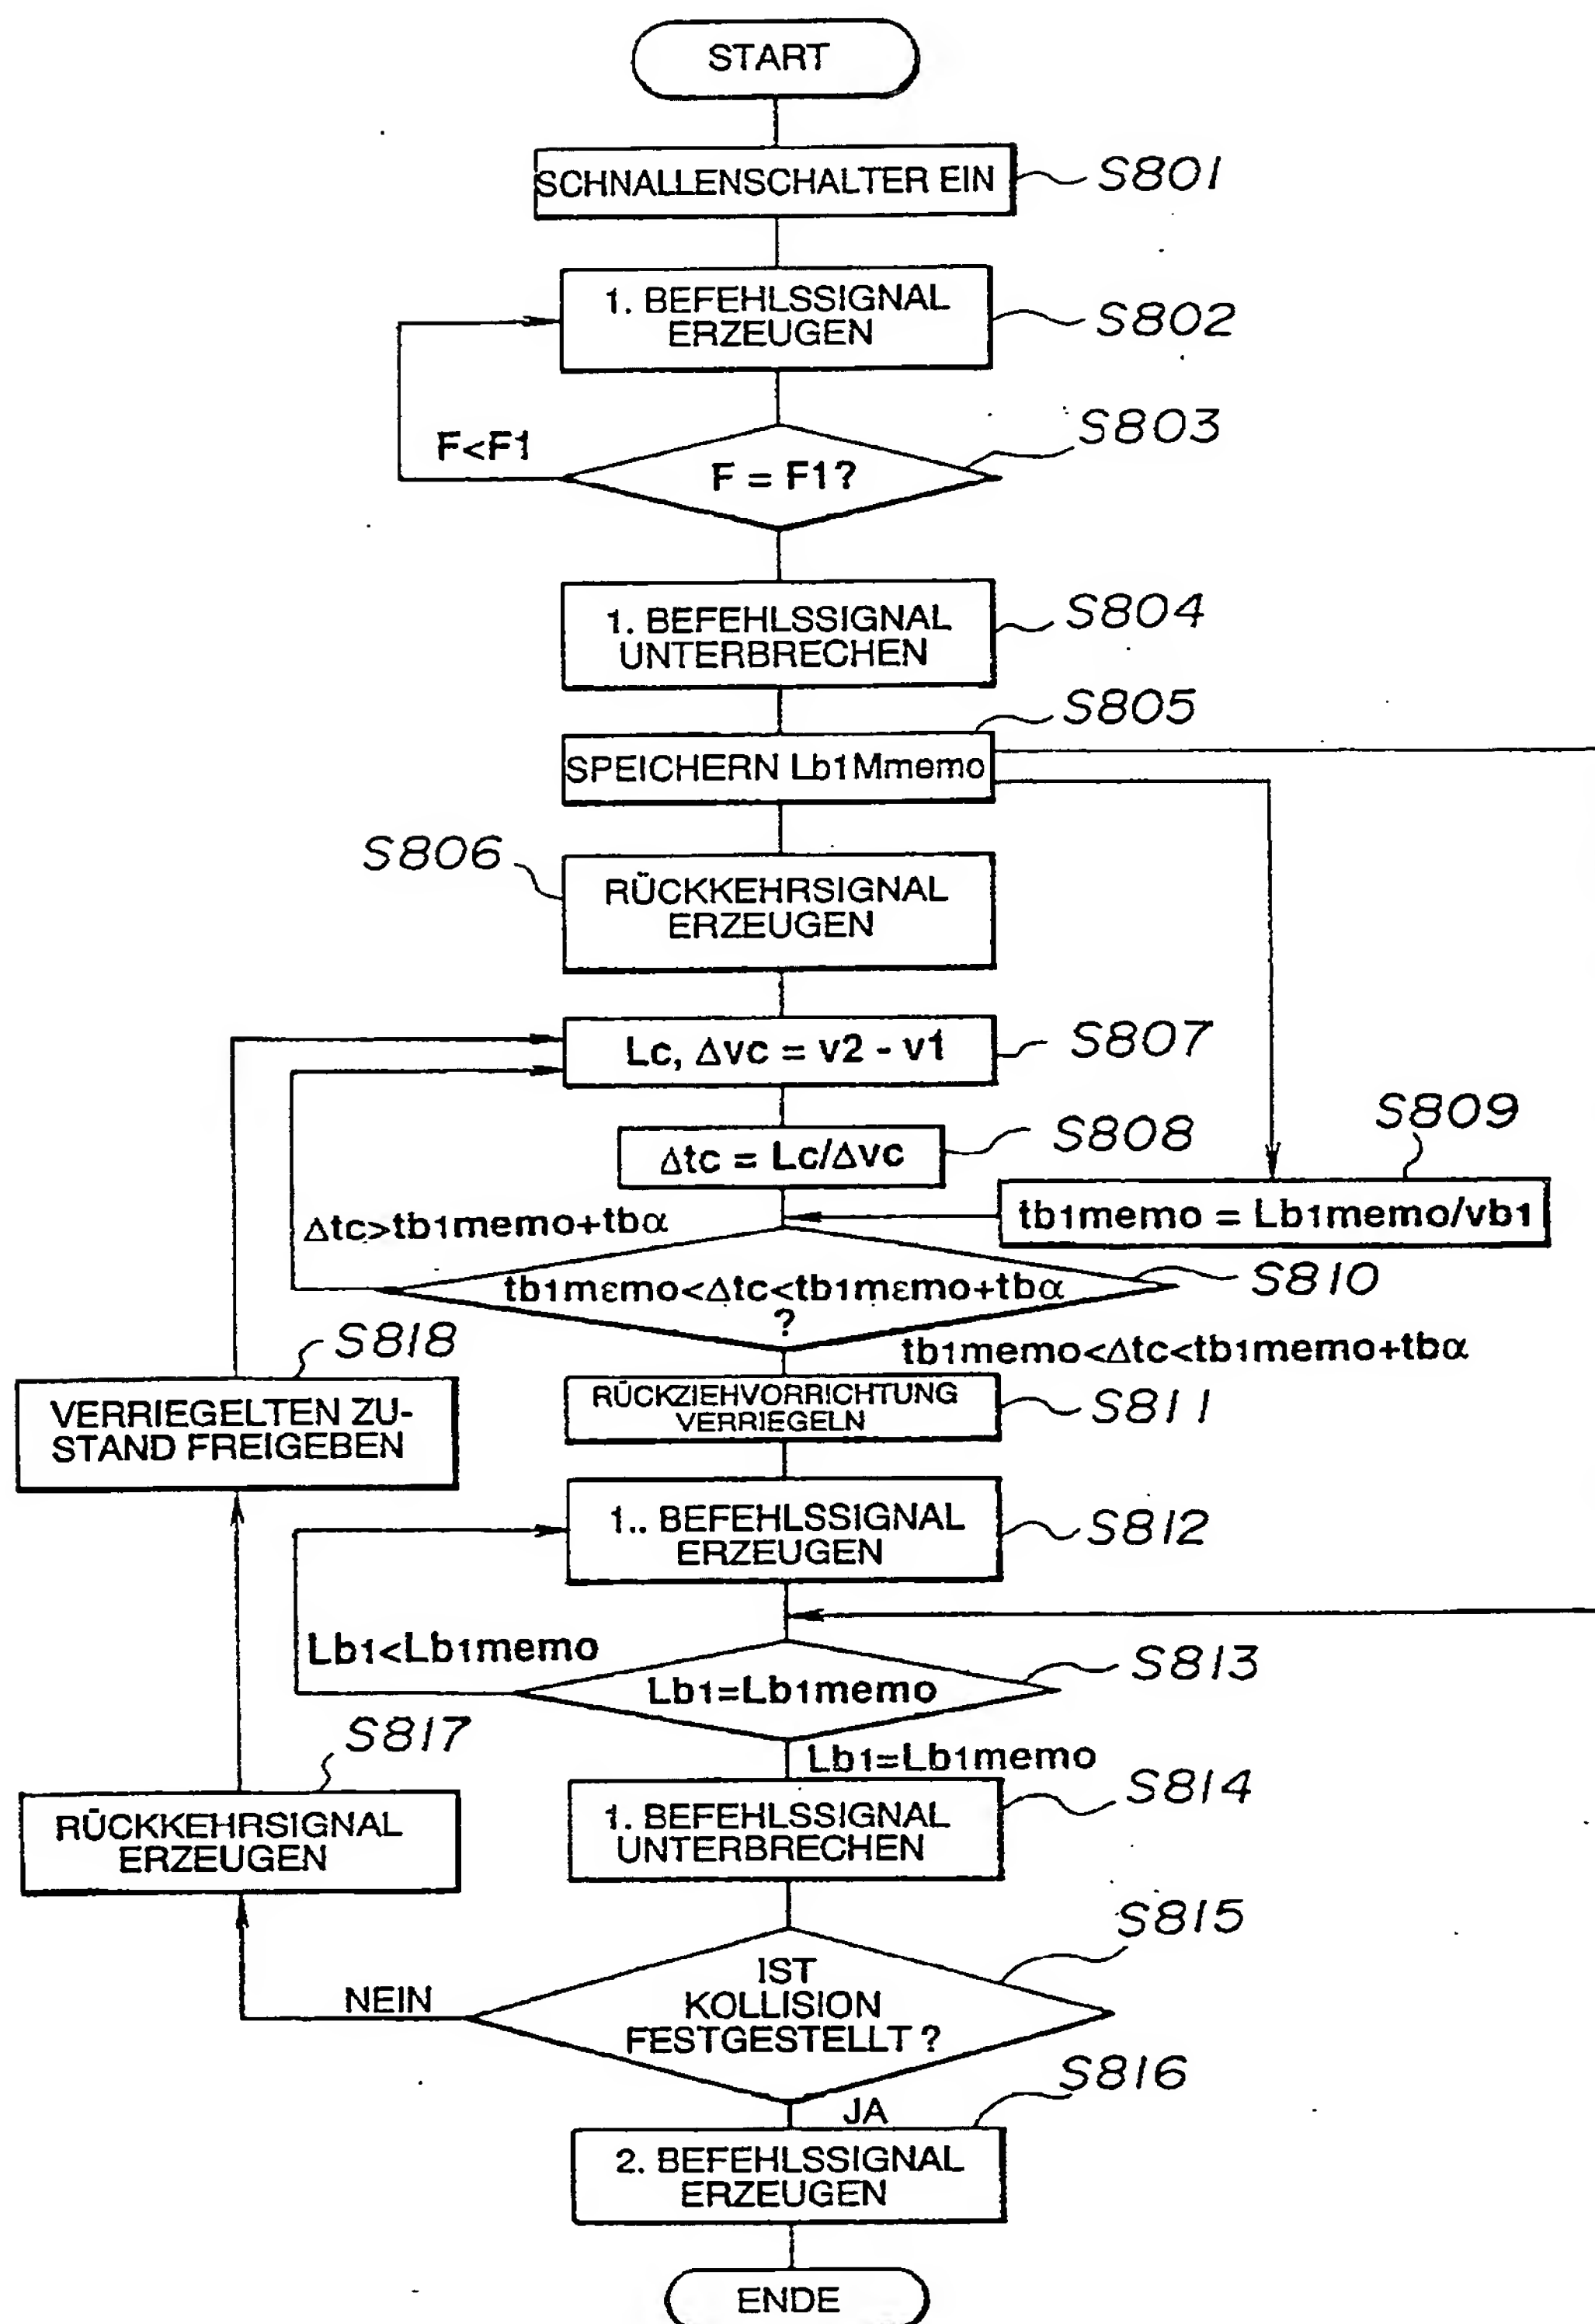 START
SCHNALLENSCHALTER EIN
S801
1. BEFEHLSSIGNAL
ERZEUGEN
S802
F<F1
F = F1?
S803
1. BEFEHLSSIGNAL
UNTERBRECHEN
S804
SPEICHERN Lb1Mmemo
S805
S806
RÜCKKEHRSIGNAL
ERZEUGEN
Lc, Δvc = v2 - v1
S807
Δtc = Lc/Δvc
S808
S809
tb1memo = Lb1memo/vb1
Δtc>tb1memo+tbα
tb1mεmo<Δtc<tb1mεmo+tbα
?
S810
tb1memo<Δtc<tb1memo+tbα
S818
VERRIEGELTEN ZU-
STAND FREIGEBEN
RÜCKZIEHVORRICHTUNG
VERRIEGELN
S811
1.. BEFEHLSSIGNAL
ERZEUGEN
S812
Lb1<Lb1memo
Lb1=Lb1memo
S813
Lb1=Lb1memo
S817
RÜCKKEHRSIGNAL
ERZEUGEN
1. BEFEHLSSIGNAL
UNTERBRECHEN
S814
IST
KOLLISION
FESTGESTELLT ?
S815
NEIN
JA
S816
2. BEFEHLSSIGNAL
ERZEUGEN
ENDE